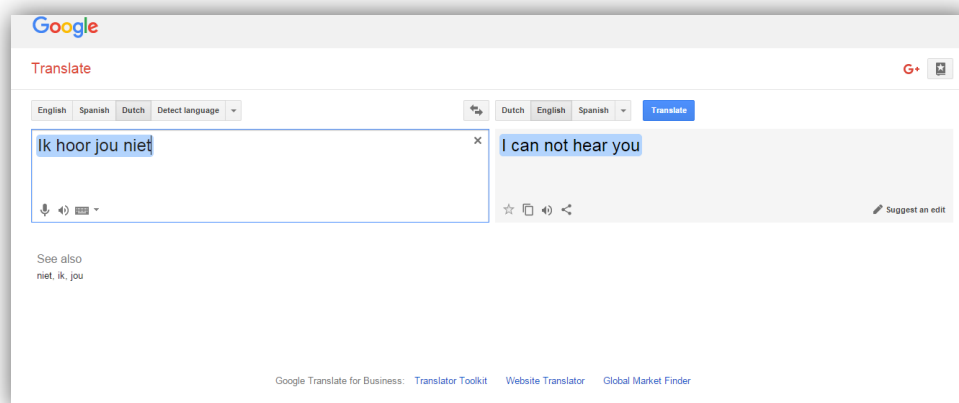 Google
Translate
G+
English Spanish Dutch Detect language
Dutch English Spanish Translate
Ik hoor jou niet
I can not hear you
Suggest an edit
See also
niet, ik, jou
Google Translate for Business: Translator Toolkit Website Translator Global Market Finder